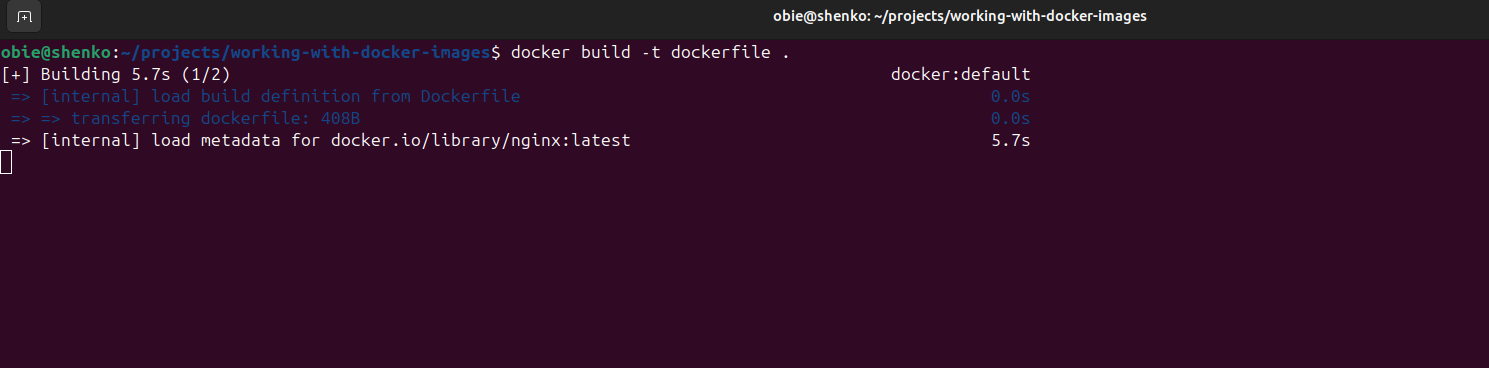 obie@shenko: ~/projects/working-with-docker-images
obie@shenko:~/projects/working-with-docker-images$ docker build -t dockerfile .
[+] Building 5.7s (1/2) docker:default
=> [internal] load build definition from Dockerfile 0.0s
=> => transferring dockerfile: 408B 0.0s
=> [internal] load metadata for docker.io/library/nginx:latest 5.7s